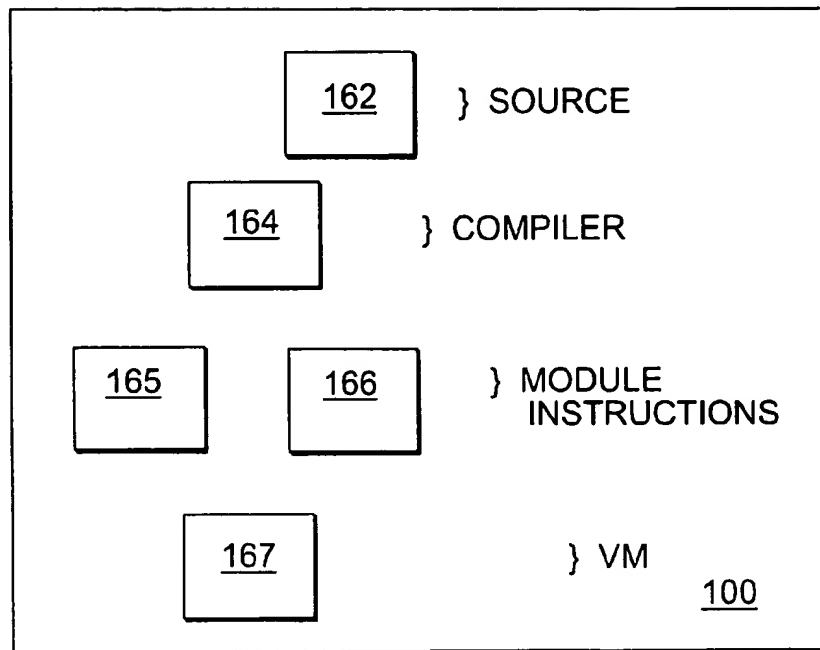 162 } SOURCE
164 } COMPILER
165 166 } MODULE
INSTRUCTIONS
167 } VM
100